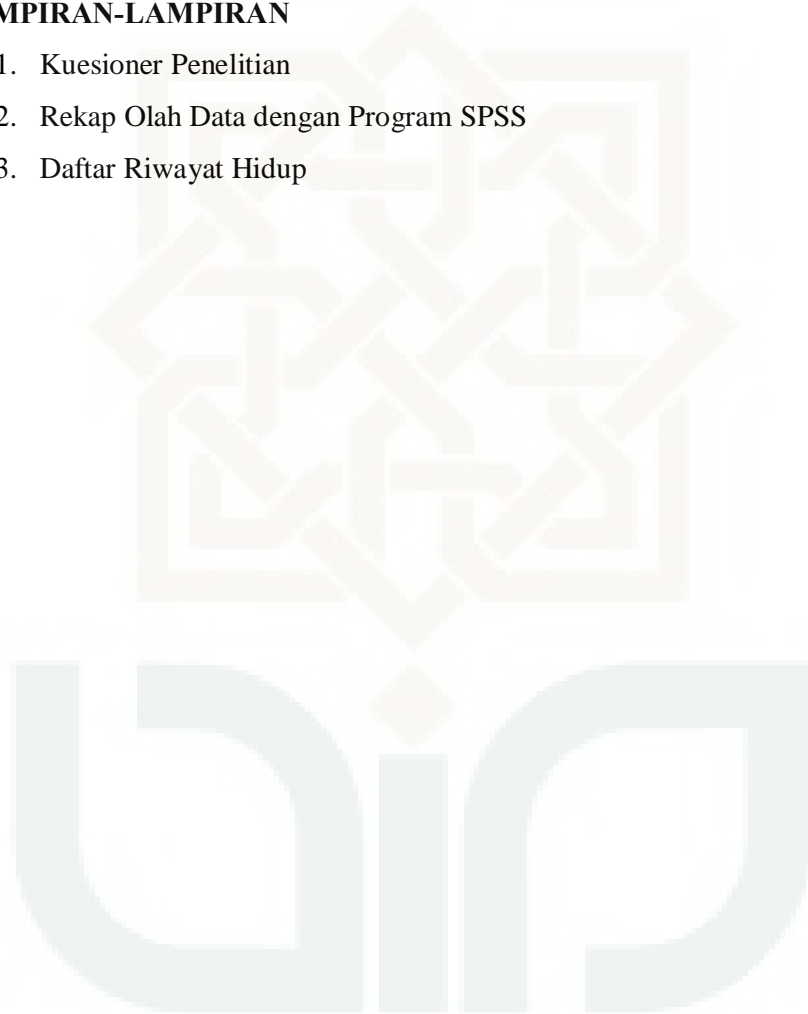 MPIRAN-LAMPIRAN
1. Kuesioner Penelitian
2. Rekap Olah Data dengan Program SPSS
3. Daftar Riwayat Hidup